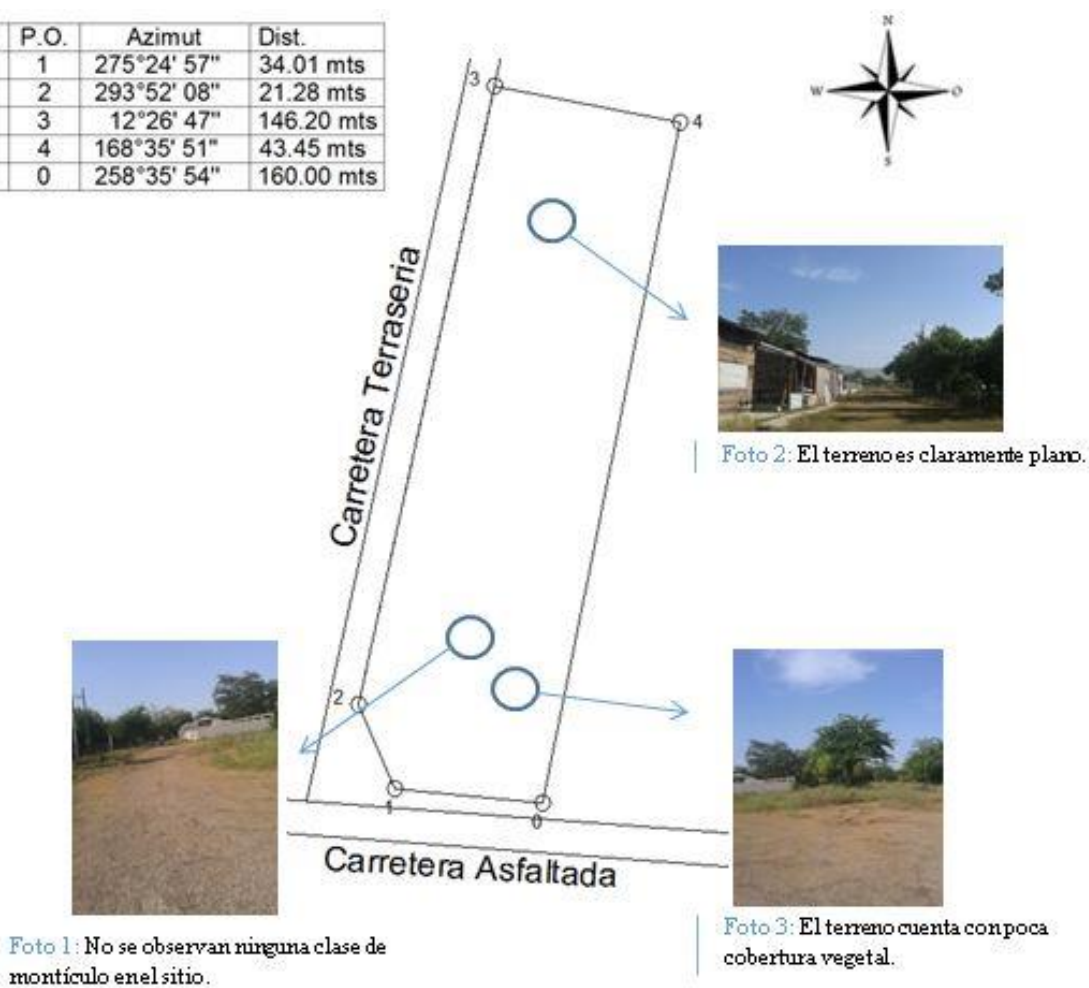 P.O. Azimut Dist.
1 275°24' 57" 34.01 mts
2 293°52' 08" 21.28 mts
3 12°26' 47" 146.20 mts
4 168°35' 51" 43.45 mts
0 258°35' 54" 160.00 mts
N
W O
S
3
4
Carretera Terraseria
Foto 2: El terreno es claramente plano.
2
1
0
Carretera Asfaltada
Foto 1: No se observan ninguna clase de
montículo en el sitio.
Foto 3: El terreno cuenta con poca
cobertura vegetal.